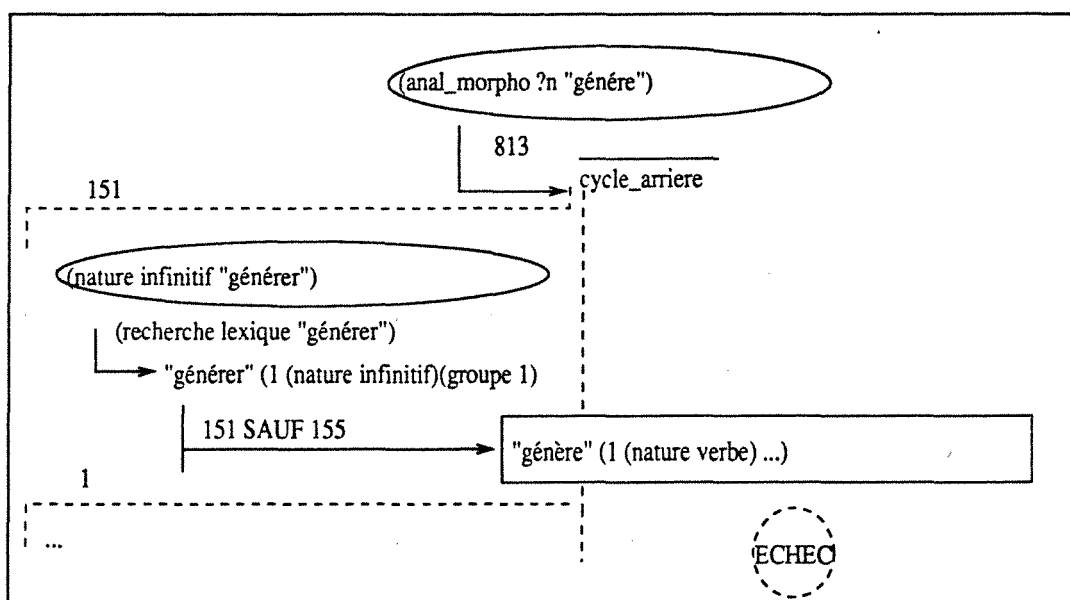 (anal_morpho ?n "génére")
813
cycle_arriere
151
(nature infinitif "générer")
(recherche lexique "générer")
"générer" (1 (nature infinitif)(groupe 1)
151 SAUF 155
"génère" (1 (nature verbe) ...)
1
...
ECHEC